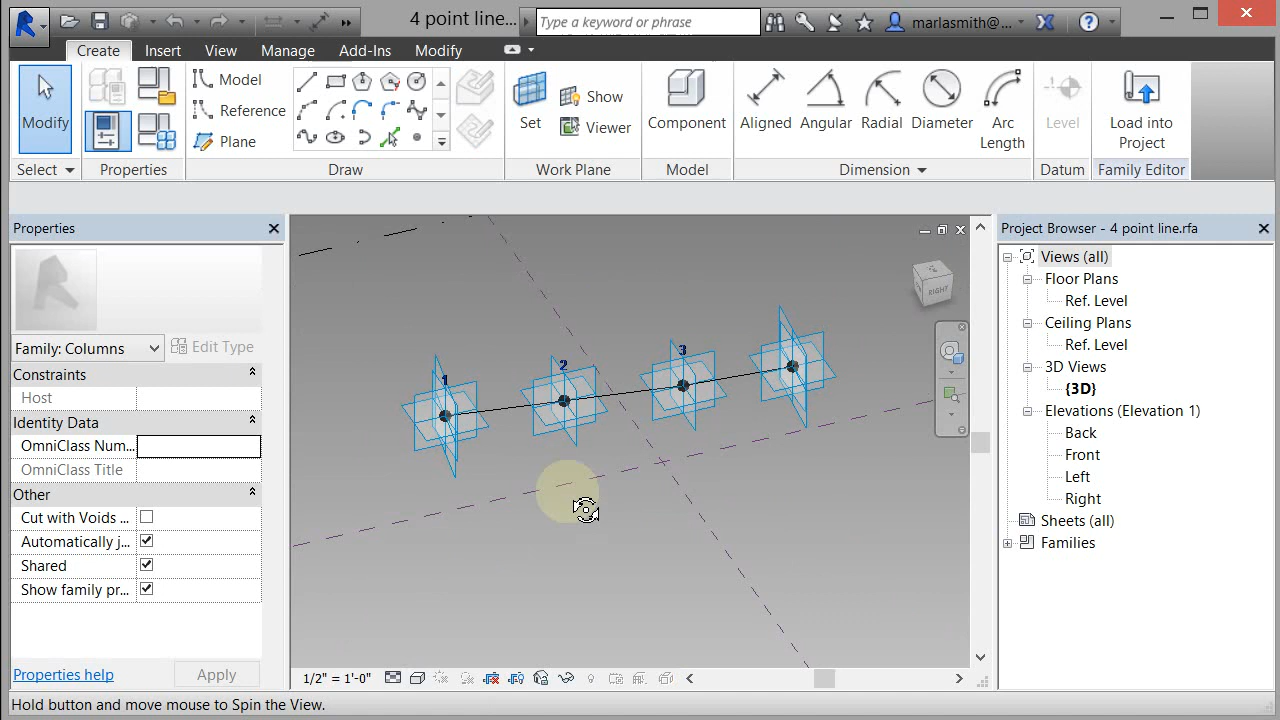 4 point line...
Type a keyword or phrase
marlasmith@...
Create Insert View Manage Add-Ins Modify
Modify
Select
Properties
Model
Reference
Plane
Draw
Set
Show
Viewer
Work Plane
Component
Model
Aligned
Angular
Radial
Diameter
Arc
Length
Dimension
Level
Datum
Load into
Project
Family Editor
Properties
Family: Columns
Edit Type
Constraints
Host
Identity Data
OmniClass Num...
OmniClass Title
Other
Cut with Voids ...
Automatically j...
Shared
Show family pr...
Properties help
Apply
1
2
3
RIGHT
1/2" = 1'-0"
Project Browser - 4 point line.rfa
Views (all)
Floor Plans
Ref. Level
Ceiling Plans
Ref. Level
3D Views
{3D}
Elevations (Elevation 1)
Back
Front
Left
Right
Sheets (all)
Families
Hold button and move mouse to Spin the View.